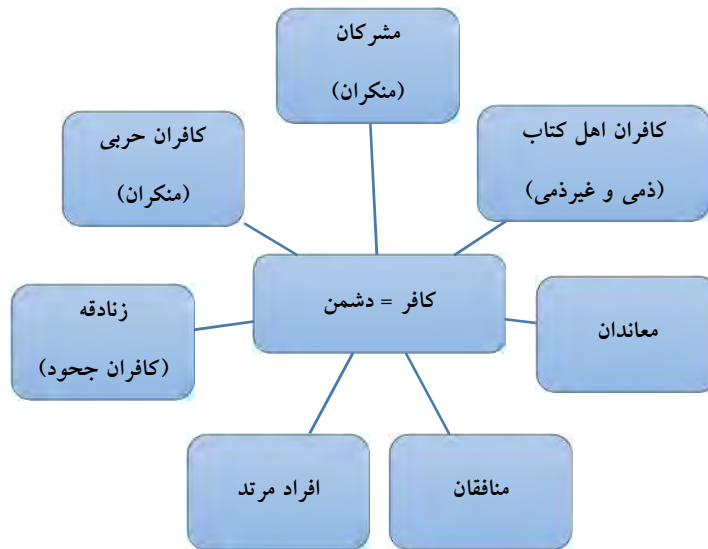 مشرکان
(منکران)
کافران اهل کتاب
(ذمی و غیرذمی)
کافران حربی
(منکران)
کافر = دشمن
معاندان
زنادقه
(کافران جحود)
منافقان
افراد مرتد